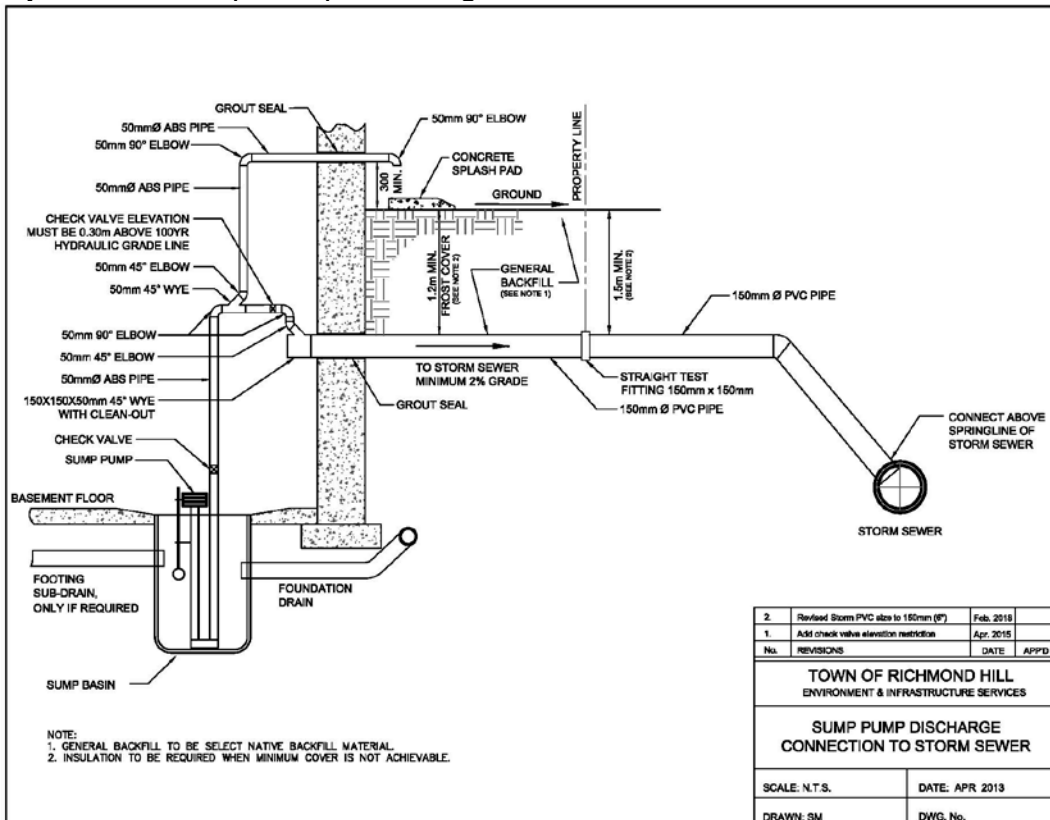 GROUT SEAL
50mmØ ABS PIPE
50mm 90° ELBOW
50mm 90° ELBOW
CONCRETE
SPLASH PAD
PROPERTY LINE
50mmØ ABS PIPE
300
MIN.
GROUND
CHECK VALVE ELEVATION
MUST BE 0.30m ABOVE 100YR
HYDRAULIC GRADE LINE
1.2m MIN.
FROST COVER
(SEE NOTE 2)
GENERAL
BACKFILL
(SEE NOTE 1)
1.5m MIN.
(SEE NOTE 2)
50mm 45° ELBOW
50mm 45° WYE
150mm Ø PVC PIPE
50mm 90° ELBOW
50mm 45° ELBOW
50mmØ ABS PIPE
150X150X50mm 45° WYE
WITH CLEAN-OUT
TO STORM SEWER
MINIMUM 2% GRADE
STRAIGHT TEST
FITTING 150mm x 150mm
GROUT SEAL
150mm Ø PVC PIPE
CONNECT ABOVE
SPRINGLINE OF
STORM SEWER
CHECK VALVE
SUMP PUMP
BASEMENT FLOOR
STORM SEWER
FOOTING
SUB-DRAIN,
ONLY IF REQUIRED
FOUNDATION
DRAIN
SUMP BASIN
NOTE:
1. GENERAL BACKFILL TO BE SELECT NATIVE BACKFILL MATERIAL.
2. INSULATION TO BE REQUIRED WHEN MINIMUM COVER IS NOT ACHIEVABLE.
2. Revised Storm PVC size to 150mm (6") Feb. 2018
1. Add check valve elevation restriction Apr. 2015
No. REVISIONS DATE APP'D
TOWN OF RICHMOND HILL
ENVIRONMENT & INFRASTRUCTURE SERVICES
SUMP PUMP DISCHARGE
CONNECTION TO STORM SEWER
SCALE: N.T.S. DATE: APR 2013
DRAWN: SM DWG. No.